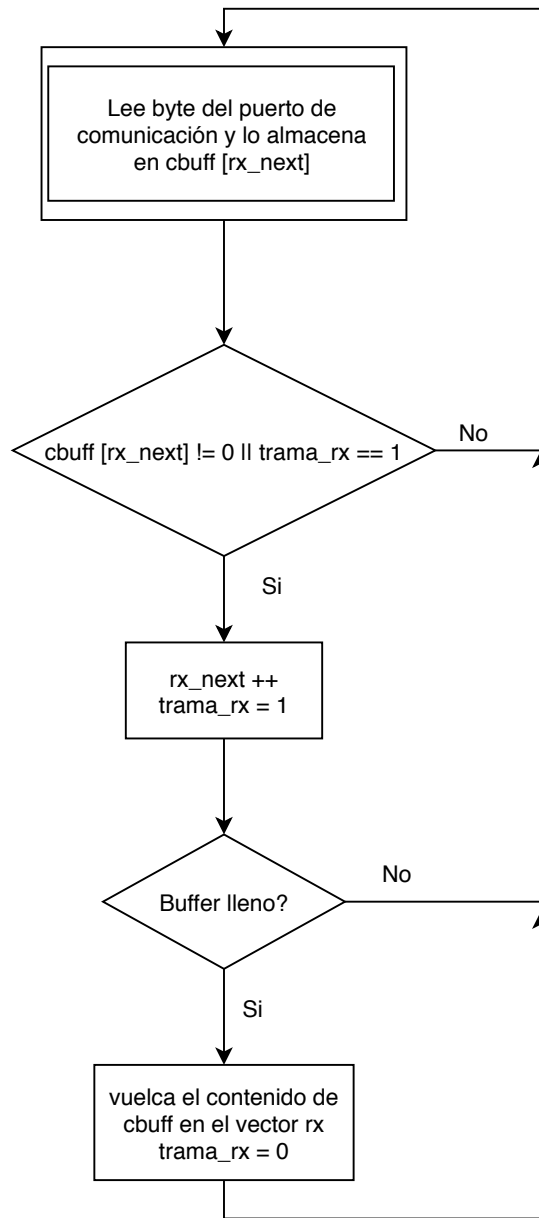 Lee byte del puerto de
comunicación y lo almacena
en cbuff [rx_next]
cbuff [rx_next] != 0 || trama_rx == 1
No
Si
rx_next ++
trama_rx = 1
Buffer lleno?
No
Si
vuelca el contenido de
cbuff en el vector rx
trama_rx = 0